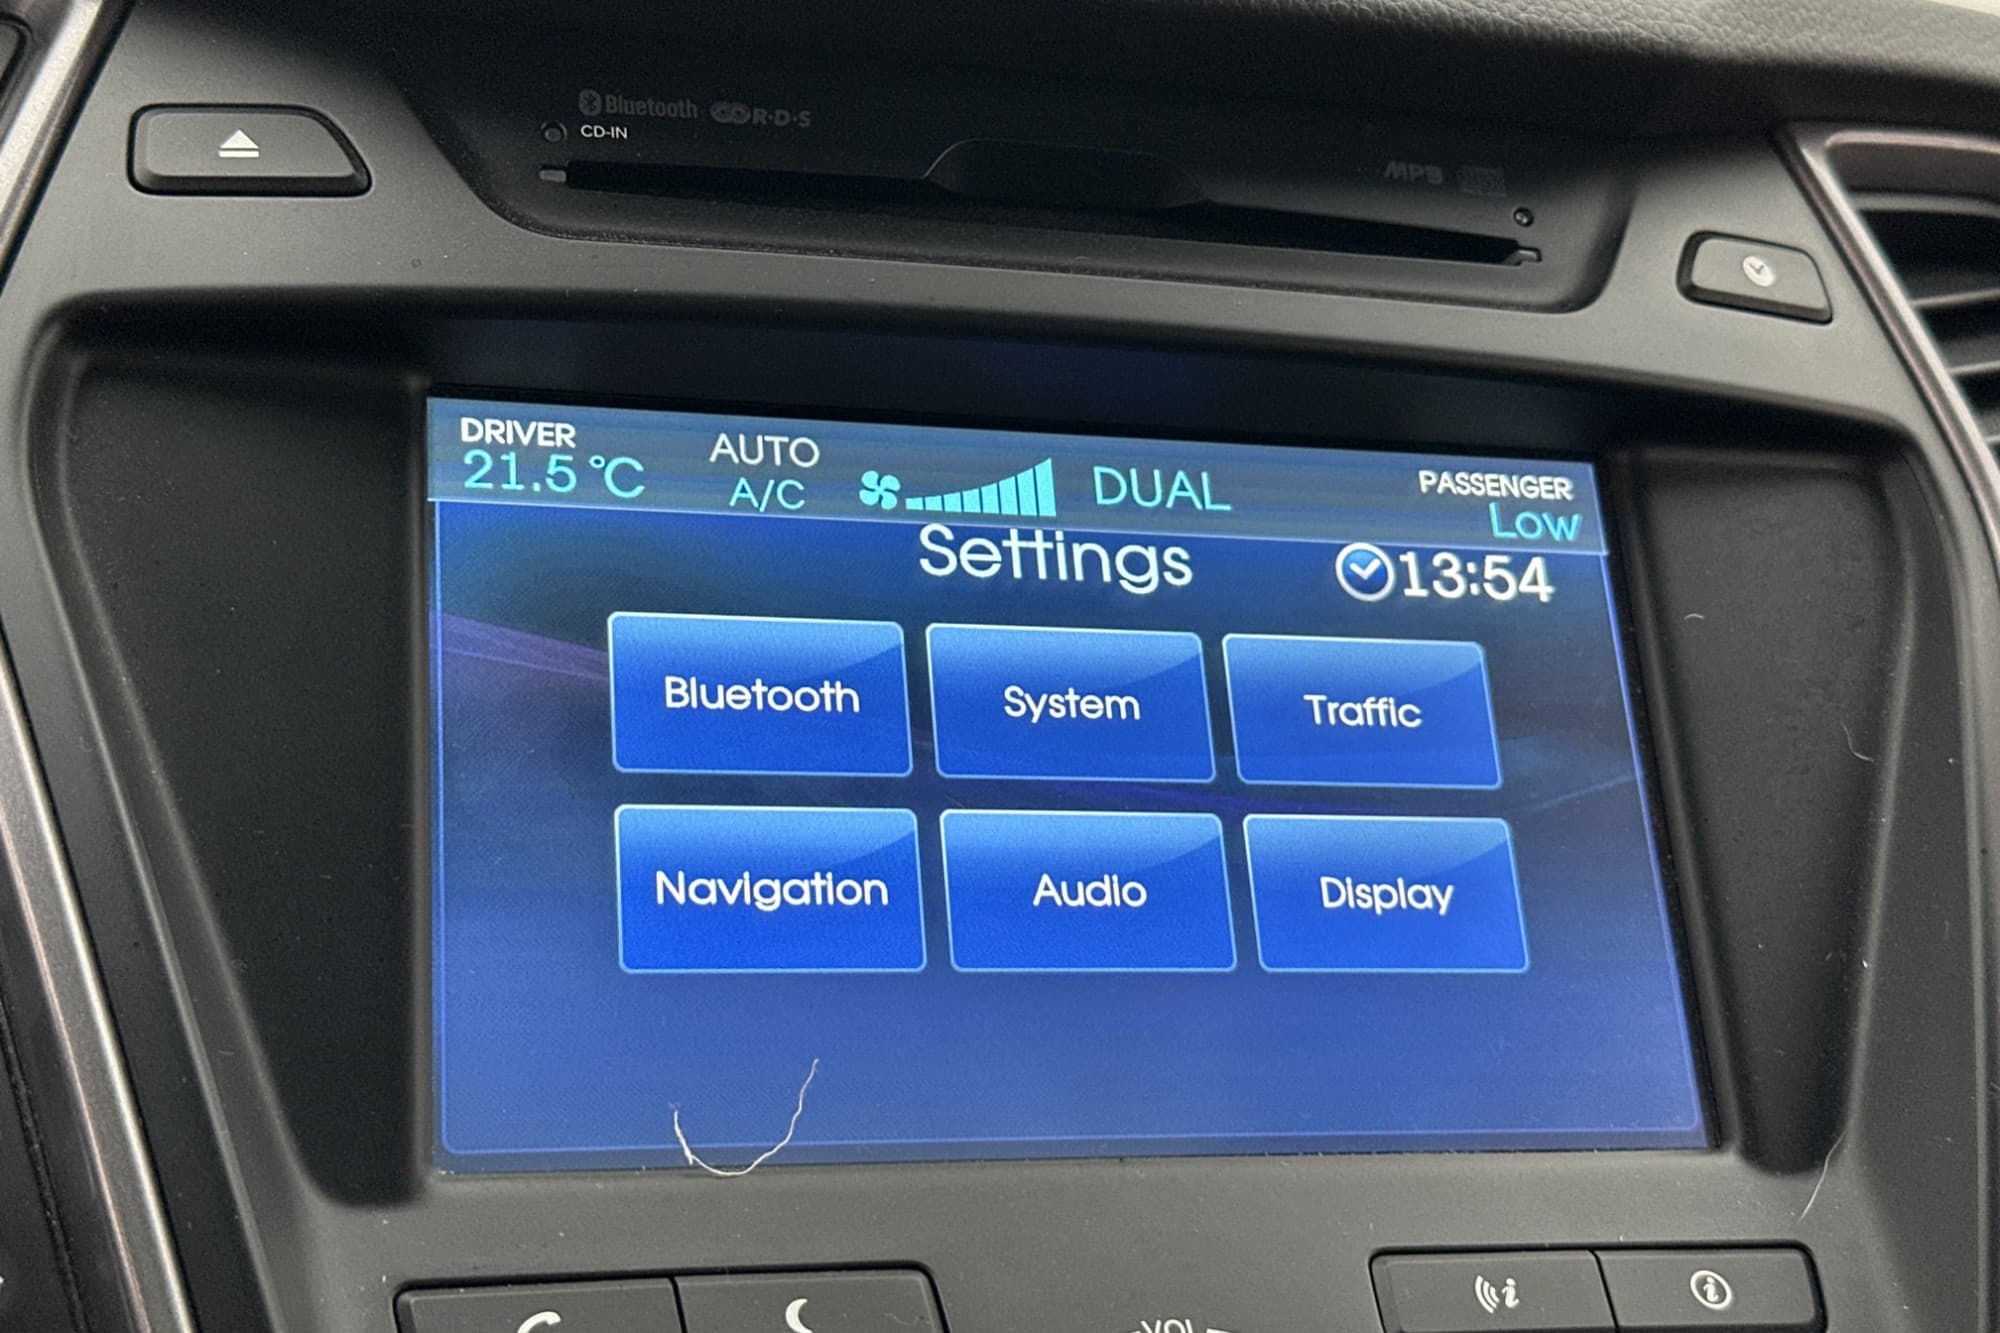 Bluetooth R·D·S
CD-IN
MP3
DRIVER
21.5 °C
AUTO
A/C
DUAL
PASSENGER
Low
Settings
13:54
Bluetooth
System
Traffic
Navigation
Audio
Display
i
i
VOL